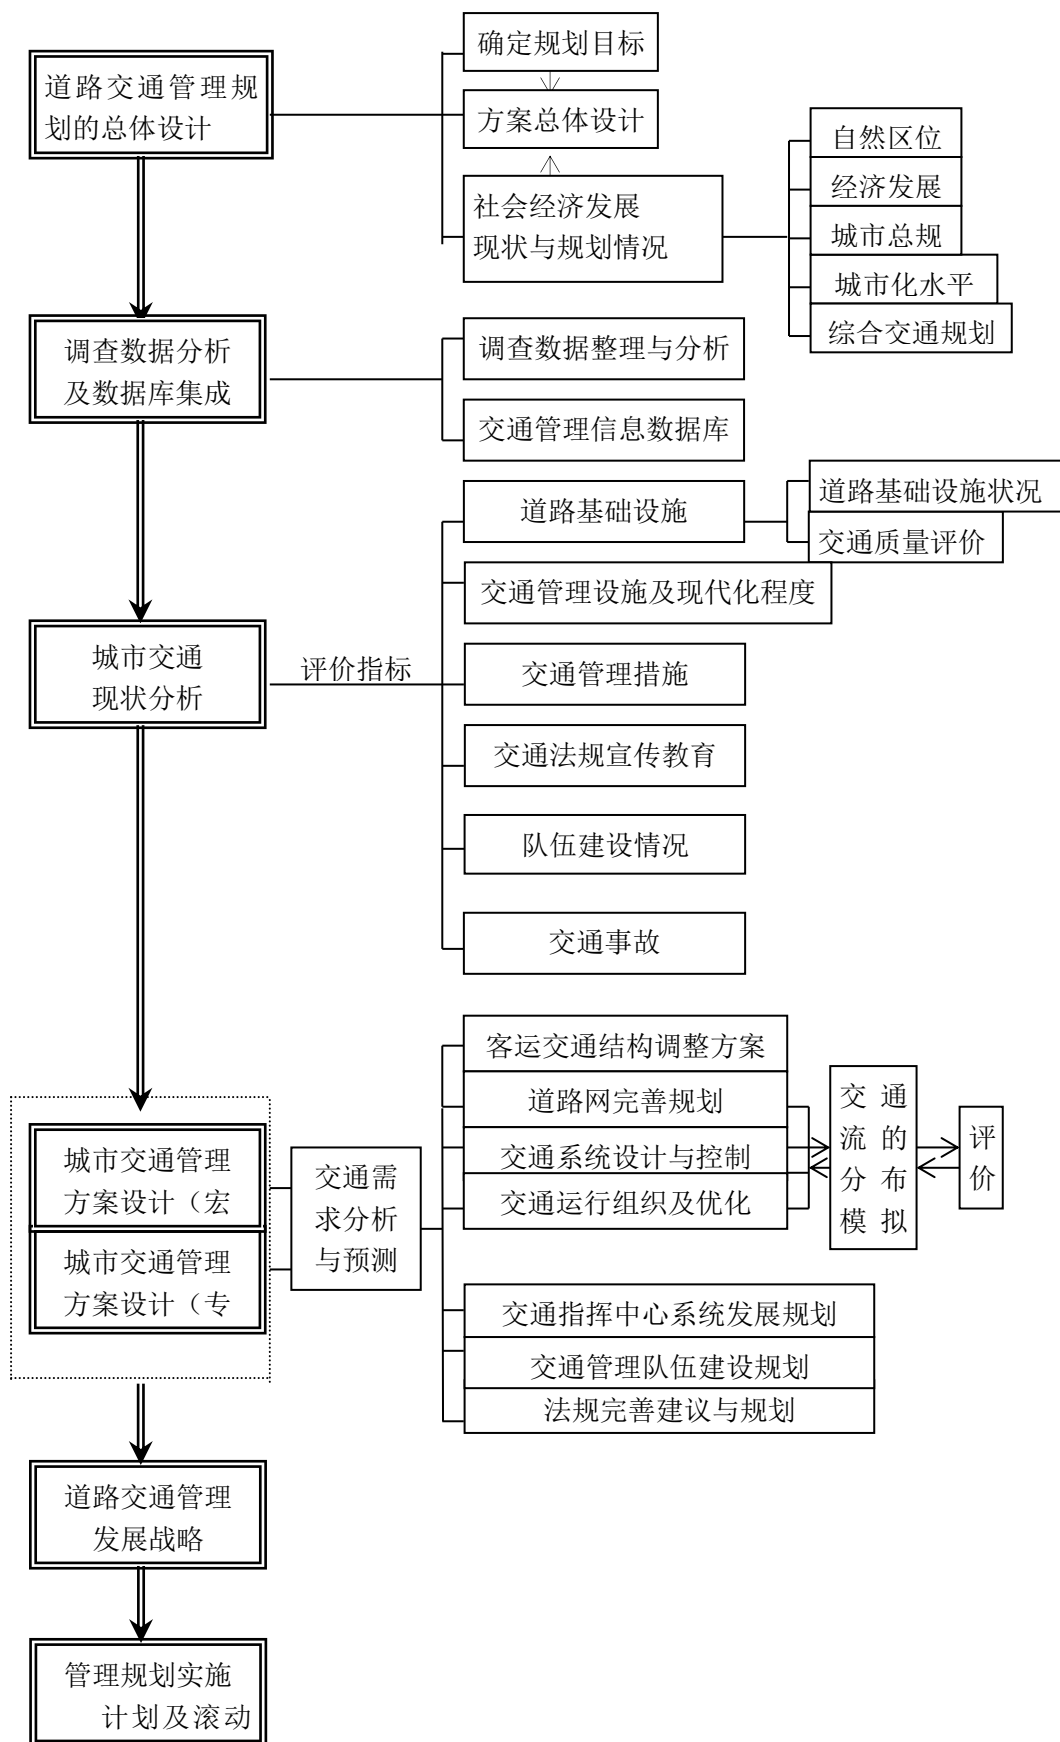 确定规划目标
道路交通管理规
划的总体设计
方案总体设计
社会经济发展
现状与规划情况
自然区位
经济发展
城市总规
城市化水平
综合交通规划
调查数据分析
及数据库集成
调查数据整理与分析
交通管理信息数据库
城市交通
现状分析
评价指标
道路基础设施
道路基础设施状况
交通质量评价
交通管理设施及现代化程度
交通管理措施
交通法规宣传教育
队伍建设情况
交通事故
城市交通管理
方案设计（宏
城市交通管理
方案设计（专
交通需
求分析
与预测
客运交通结构调整方案
道路网完善规划
交通系统设计与控制
交通运行组织及优化
交通
流的
分布
模拟
评
价
交通指挥中心系统发展规划
交通管理队伍建设规划
法规完善建议与规划
道路交通管理
发展战略
管理规划实施
计划及滚动